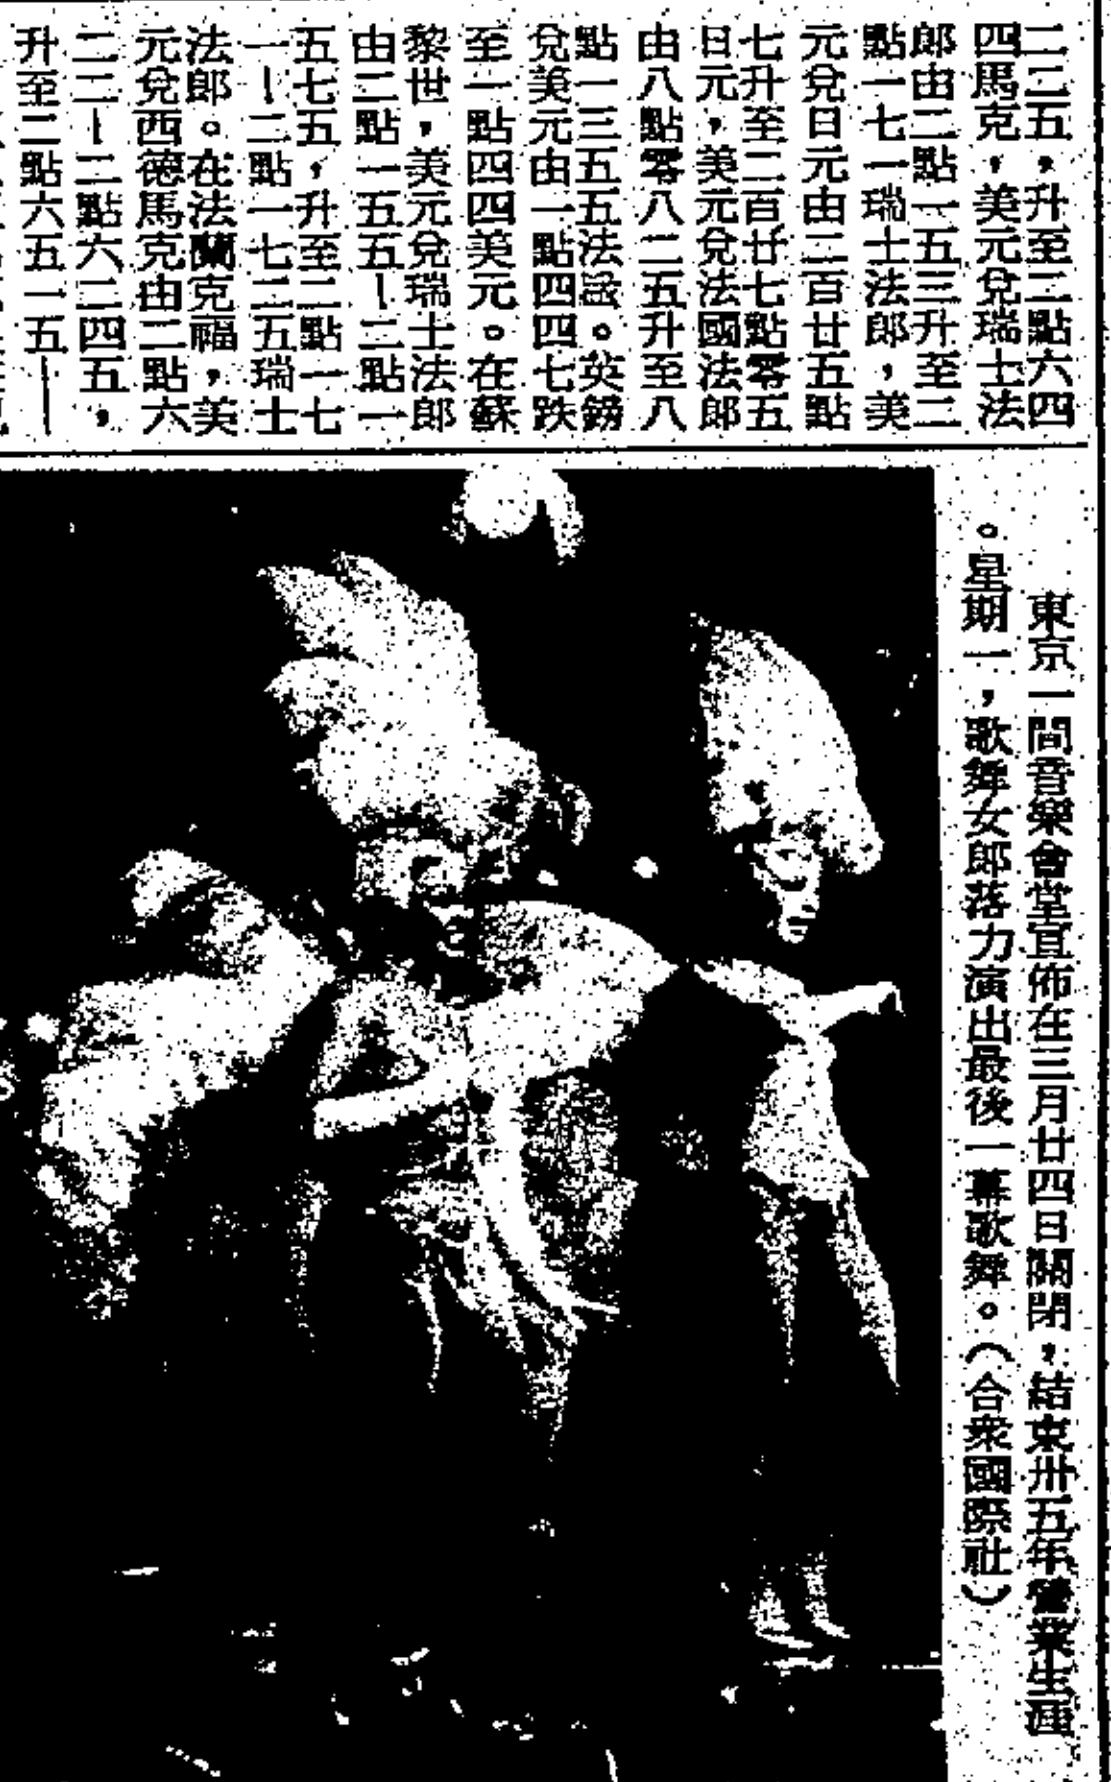 二二五，升至二點六四
四馬克，美元兌瑞士法
郎由二點一五三升至二
點一七一瑞士法郎，美
元兌日元由二百廿五點
七升至二百廿七點零五
日元，美元兌法國法郎
由八點零八二五升至八
點一三五五法。英鎊
兌美元由一點四四七跌
至一點四四美元。在蘇
黎世，美元兌瑞士法郎
由二點一五五－二點一
五七五，升至二點一七
一－二點一七二五瑞士
法郎。在法蘭克福，美
元兌西德馬克由二點六
二二－二點六二四五，
升至二點六五一五－
東京一間音樂會堂宣佈在三月廿四日關閉，結束卅五年營業生涯
。星期一，歌舞女郎落力演出最後一幕歌舞。（合衆國際社）